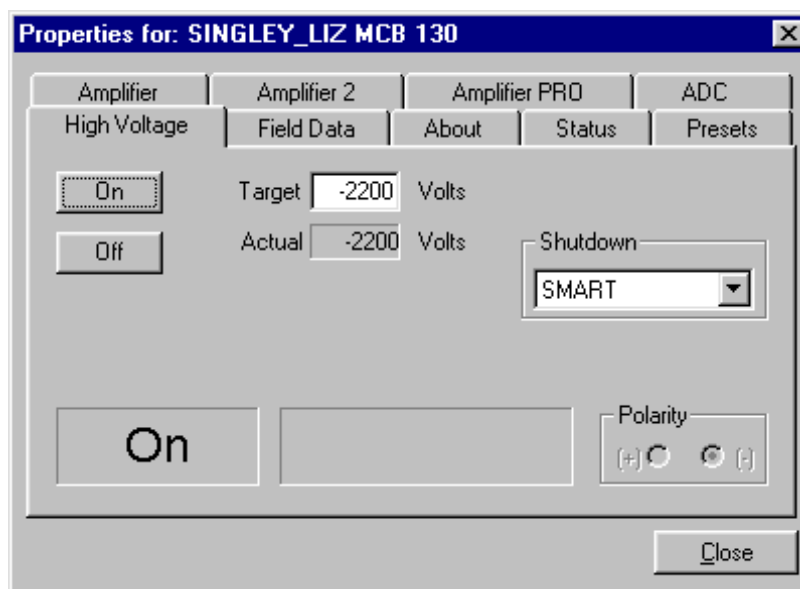 Properties for: SINGLEY_LIZ MCB 130
Amplifier Amplifier 2 Amplifier PRO ADC
High Voltage Field Data About Status Presets
On Target -2200 Volts
Off Actual -2200 Volts
Shutdown
SMART
On
Polarity
(+) (-)
Close